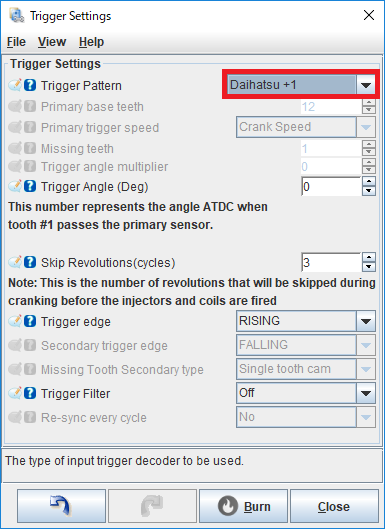 Trigger Settings
File View Help
Trigger Settings
Trigger Pattern Daihatsu +1
Primary base teeth 12
Primary trigger speed Crank Speed
Missing teeth 1
Trigger angle multiplier 0
Trigger Angle (Deg) 0
This number represents the angle ATDC when
tooth #1 passes the primary sensor.
Skip Revolutions(cycles) 3
Note: This is the number of revolutions that will be skipped during
cranking before the injectors and coils are fired
Trigger edge RISING
Secondary trigger edge FALLING
Missing Tooth Secondary type Single tooth cam
Trigger Filter Off
Re-sync every cycle No
The type of input trigger decoder to be used.
Burn Close